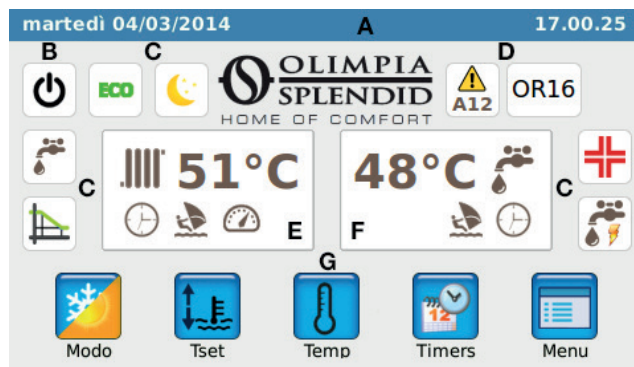 martedì 04/03/2014 A 17.00.25
B C D
ECO OLIMPIA A12 OR16
SPLENDID
HOME OF COMFORT
C 51°C 48°C C
E F
G
12
Modo Tset Temp Timers Menu